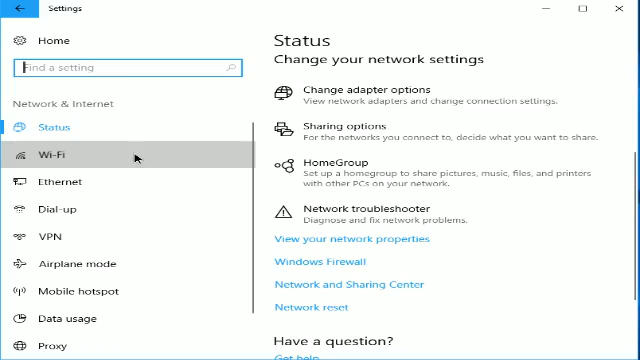 Settings
Home
Find a setting
Network & Internet
Status
Wi-Fi
Ethernet
Dial-up
VPN
Airplane mode
Mobile hotspot
Data usage
Proxy
Status
Change your network settings
Change adapter options
View network adapters and change connection settings.
Sharing options
For the networks you connect to, decide what you want to share.
HomeGroup
Set up a homegroup to share pictures, music, files, and printers
with other PCs on your network.
Network troubleshooter
Diagnose and fix network problems.
View your network properties
Windows Firewall
Network and Sharing Center
Network reset
Have a question?
Get help